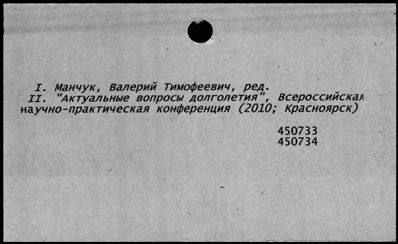 I. Манчук, Валерий Тимофеевич, ред.
II. "Актуальные вопросы долголетия", Всероссийская
научно-практическая конференция (2010; Красноярск)
450733
450734